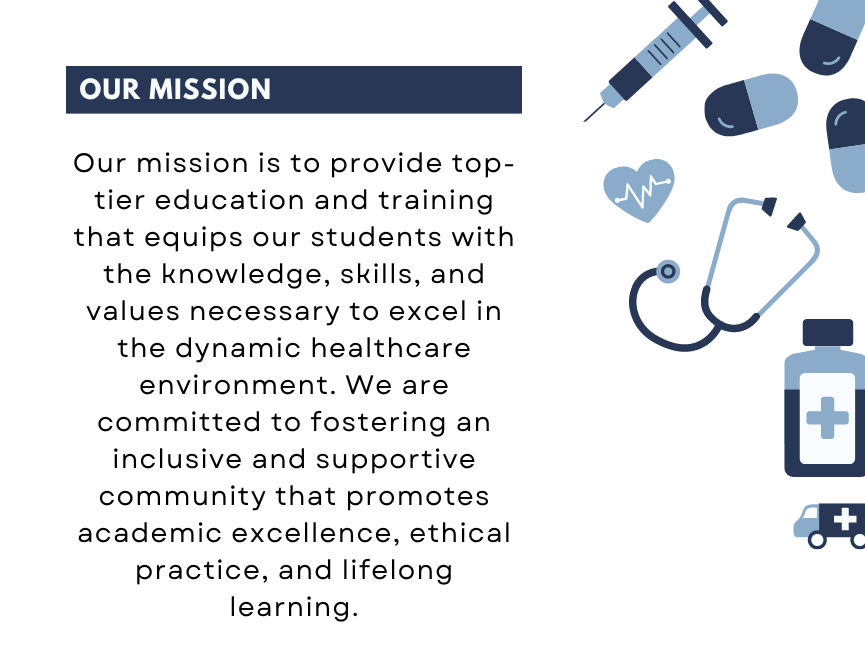 OUR MISSION
Our mission is to provide top-
tier education and training
that equips our students with
the knowledge, skills, and
values necessary to excel in
the dynamic healthcare
environment. We are
committed to fostering an
inclusive and supportive
community that promotes
academic excellence, ethical
practice, and lifelong
learning.